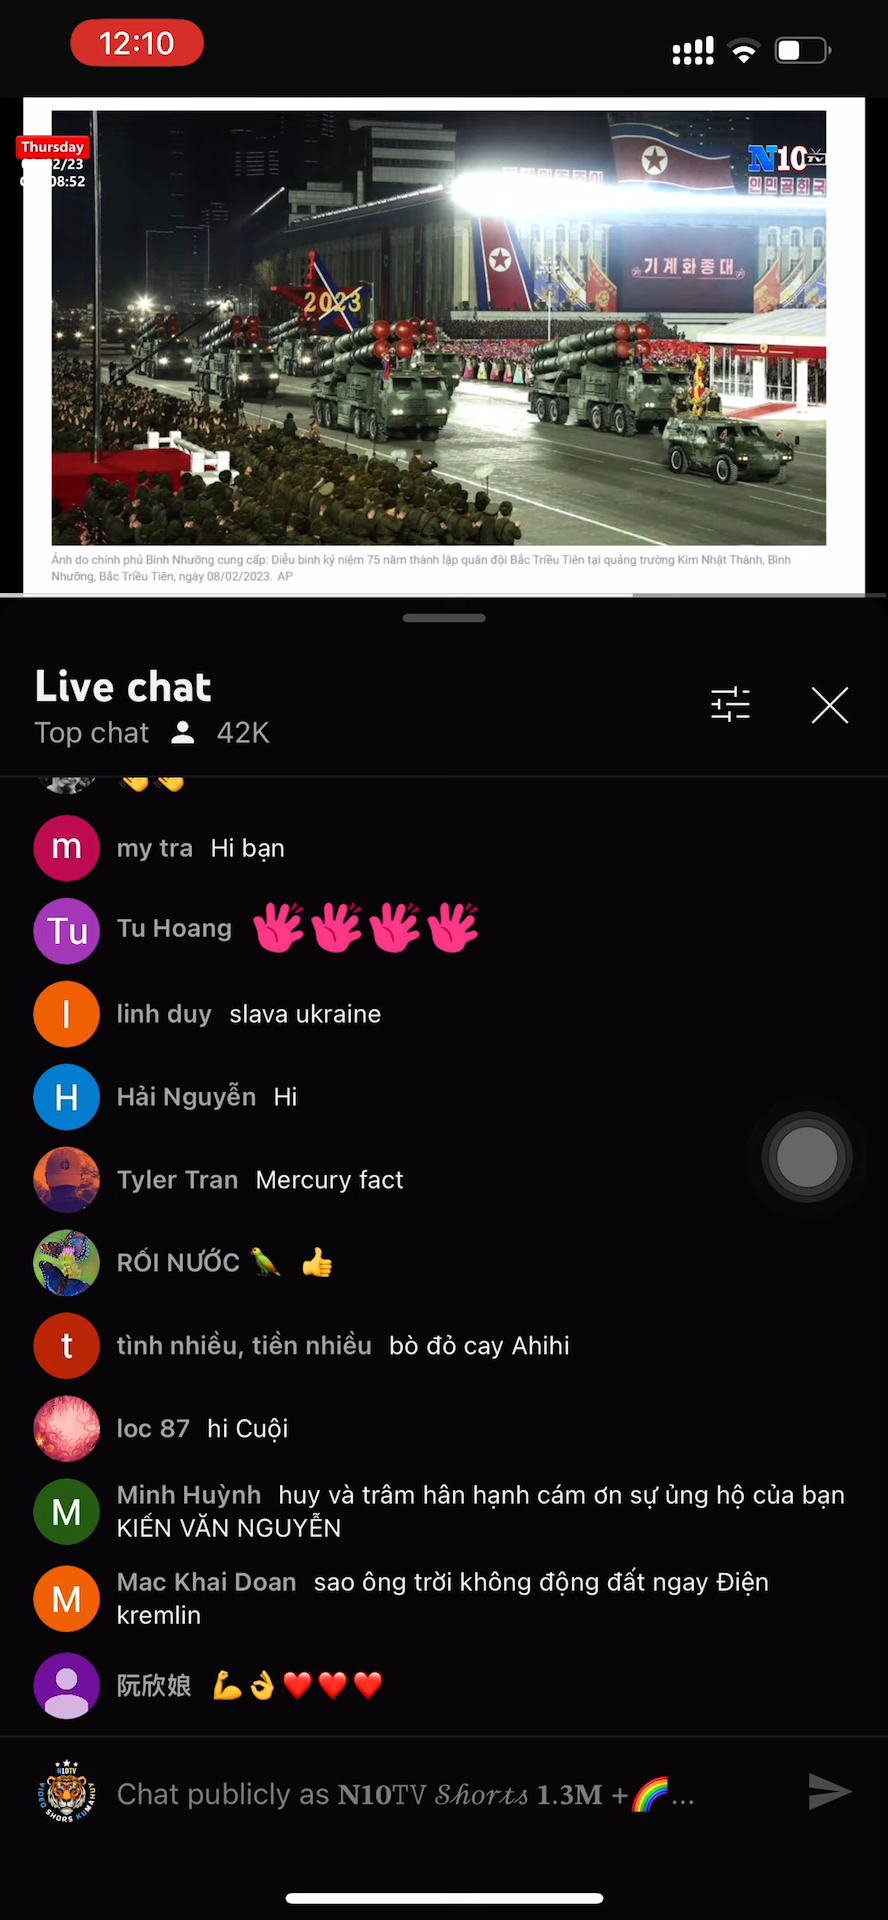 12:10
Thursday
2/23
08:52
N10TV
인민공화국
기계화종대
2023
Ảnh do chính phủ Bình Nhưỡng cung cấp: Diễu binh kỷ niệm 75 năm thành lập quân đội Bắc Triều Tiên tại quảng trường Kim Nhật Thành, Bình
Nhưỡng, Bắc Triều Tiên, ngày 08/02/2023. AP
Live chat
Top chat 42K
m my tra Hi bạn
Tu Tu Hoang
l linh duy slava ukraine
H Hải Nguyễn Hi
Tyler Tran Mercury fact
RỐI NƯỚC
t tình nhiều, tiền nhiều bò đỏ cay Ahihi
loc 87 hi Cuội
M Minh Huỳnh huy và trâm hân hạnh cám ơn sự ủng hộ của bạn
KIẾN VĂN NGUYỄN
M Mac Khai Doan sao ông trời không động đất ngay Điện
kremlin
阮欣娘
N10TV
VIDEO SHORS KUMAHUY
Chat publicly as N10TV Shorts 1.3M +🌈...